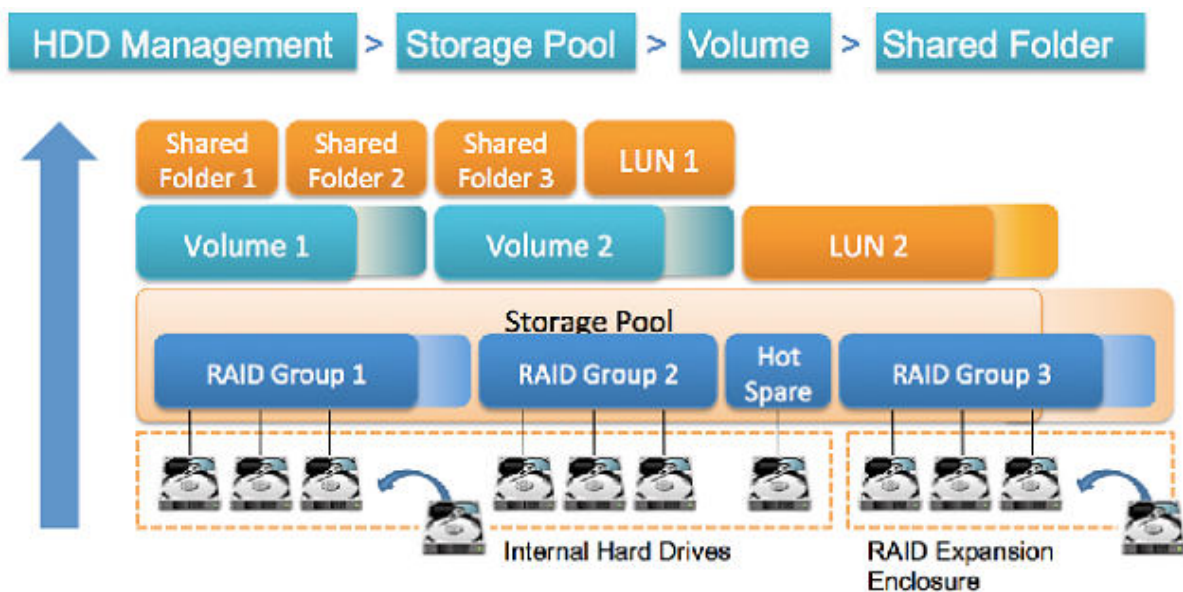 HDD Management > Storage Pool > Volume > Shared Folder
Shared Folder 1
Shared Folder 2
Shared Folder 3
LUN 1
Volume 1
Volume 2
LUN 2
Storage Pool
RAID Group 1
RAID Group 2
Hot
Spare
RAID Group 3
Internal Hard Drives
RAID Expansion
Enclosure